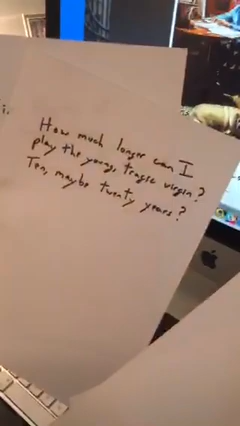 i.
How much longer can I
play the young, tragic virgin?
Ten, maybe twenty years?